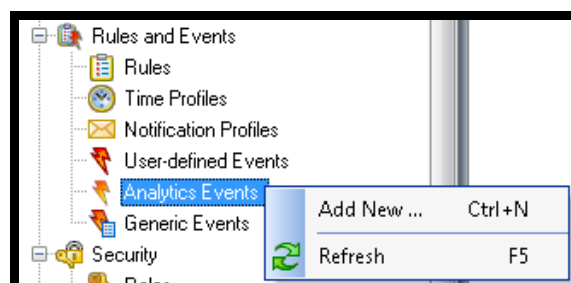 Rules and Events
Rules
Time Profiles
Notification Profiles
User-defined Events
Analytics Events
Add New ... Ctrl+N
Generic Events
Refresh F5
Security
Roles